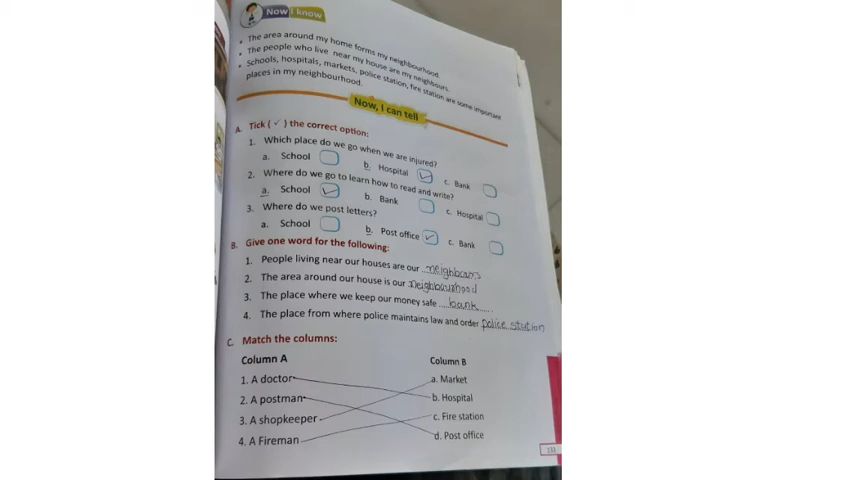 Now I know
• The area around my home forms my neighbourhood.
• The people who live near my house are my neighbours.
• Schools, hospitals, markets, police station, fire station are some important
places in my neighbourhood.
Now, I can tell
A. Tick (✓) the correct option:
1. Which place do we go when we are injured?
a. School b. Hospital ✓ c. Bank
2. Where do we go to learn how to read and write?
a. School ✓ b. Bank c. Hospital
3. Where do we post letters?
a. School b. Post office ✓ c. Bank
B. Give one word for the following:
1. People living near our houses are our neighbours
2. The area around our house is our Neighbourhood
3. The place where we keep our money safe ....bank.....
4. The place from where police maintains law and order police station
C. Match the columns:
Column A Column B
1. A doctor a. Market
2. A postman b. Hospital
3. A shopkeeper c. Fire station
4. A Fireman d. Post office